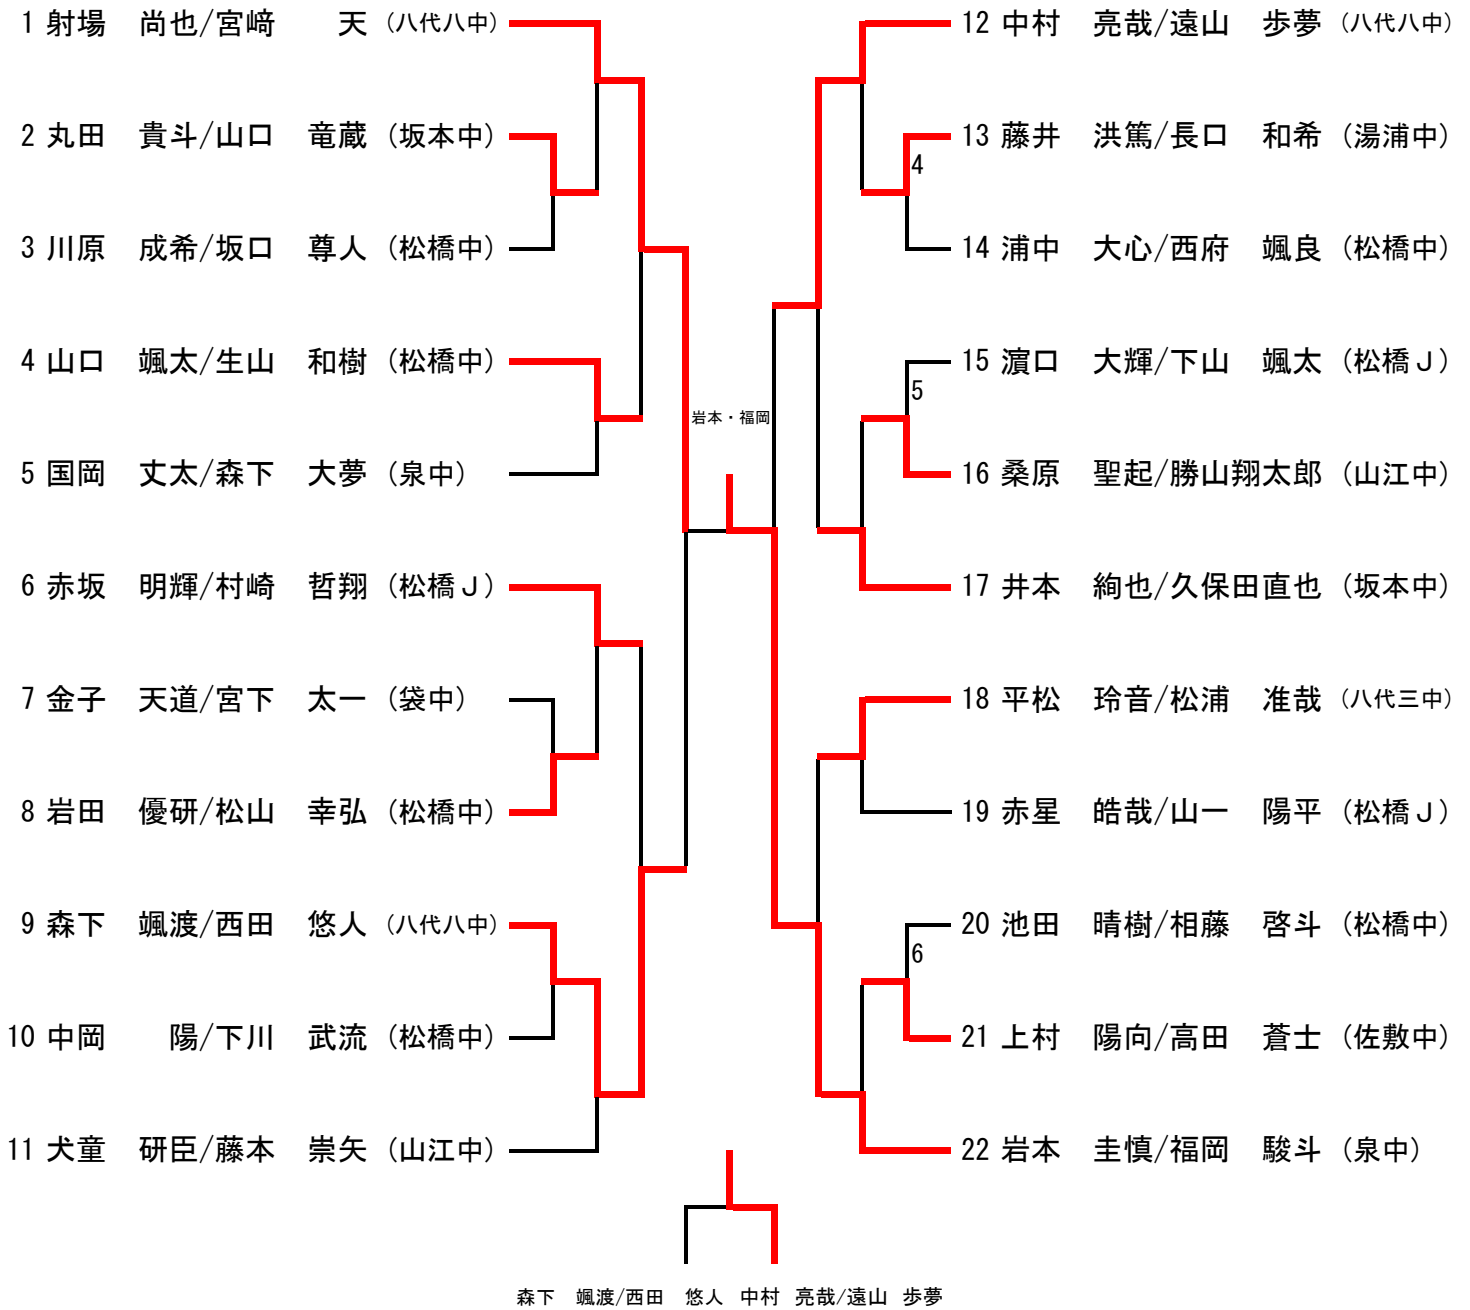 1 射場　尚也/宮﨑　　天 (八代八中)
2 丸田　貴斗/山口　竜蔵 (坂本中)
3 川原　成希/坂口　尊人 (松橋中)
4 山口　颯太/生山　和樹 (松橋中)
5 国岡　丈太/森下　大夢 (泉中)
6 赤坂　明輝/村崎　哲翔 (松橋Ｊ)
7 金子　天道/宮下　太一 (袋中)
8 岩田　優研/松山　幸弘 (松橋中)
9 森下　颯渡/西田　悠人 (八代八中)
10 中岡　　陽/下川　武流 (松橋中)
11 犬童　研臣/藤本　崇矢 (山江中)
岩本・福岡
12 中村　亮哉/遠山　歩夢 (八代八中)
13 藤井　洪篤/長口　和希 (湯浦中)
4
14 浦中　大心/西府　颯良 (松橋中)
15 濵口　大輝/下山　颯太 (松橋Ｊ)
5
16 桑原　聖起/勝山翔太郎 (山江中)
17 井本　絢也/久保田直也 (坂本中)
18 平松　玲音/松浦　准哉 (八代三中)
19 赤星　皓哉/山一　陽平 (松橋Ｊ)
20 池田　晴樹/相藤　啓斗 (松橋中)
6
21 上村　陽向/高田　蒼士 (佐敷中)
22 岩本　圭慎/福岡　駿斗 (泉中)
森下　颯渡/西田　悠人 中村　亮哉/遠山　歩夢